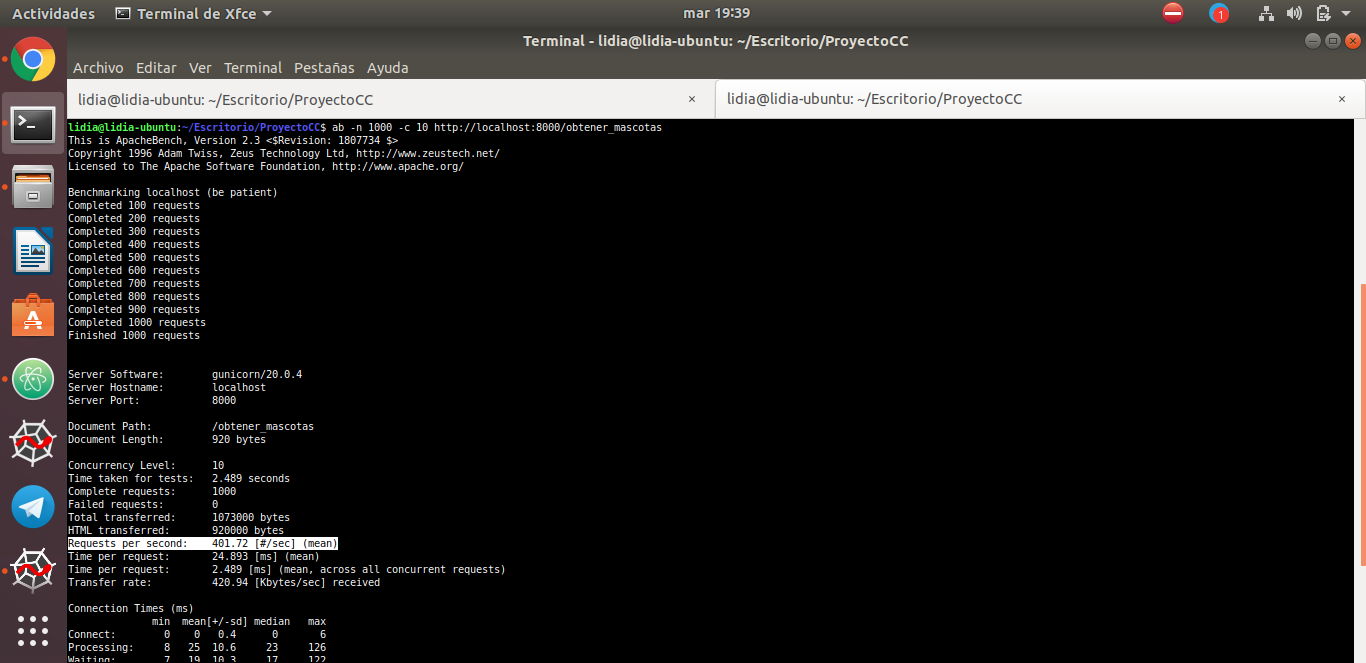 Actividades Terminal de Xfce mar 19:39 1
Terminal - lidia@lidia-ubuntu: ~/Escritorio/ProyectoCC
Archivo Editar Ver Terminal Pestañas Ayuda
lidia@lidia-ubuntu: ~/Escritorio/ProyectoCC × lidia@lidia-ubuntu: ~/Escritorio/ProyectoCC ×
lidia@lidia-ubuntu:~/Escritorio/ProyectoCC$ ab -n 1000 -c 10 http://localhost:8000/obtener_mascotas
This is ApacheBench, Version 2.3 <$Revision: 1807734 $>
Copyright 1996 Adam Twiss, Zeus Technology Ltd, http://www.zeustech.net/
Licensed to The Apache Software Foundation, http://www.apache.org/
Benchmarking localhost (be patient)
Completed 100 requests
Completed 200 requests
Completed 300 requests
Completed 400 requests
Completed 500 requests
Completed 600 requests
Completed 700 requests
Completed 800 requests
Completed 900 requests
Completed 1000 requests
Finished 1000 requests
Server Software: gunicorn/20.0.4
Server Hostname: localhost
Server Port: 8000
Document Path: /obtener_mascotas
Document Length: 920 bytes
Concurrency Level: 10
Time taken for tests: 2.489 seconds
Complete requests: 1000
Failed requests: 0
Total transferred: 1073000 bytes
HTML transferred: 920000 bytes
Requests per second: 401.72 [#/sec] (mean)
Time per request: 24.893 [ms] (mean)
Time per request: 2.489 [ms] (mean, across all concurrent requests)
Transfer rate: 420.94 [Kbytes/sec] received
Connection Times (ms)
min mean[+/-sd] median max
Connect: 0 0 0.4 0 6
Processing: 8 25 10.6 23 126
Waiting: 7 19 10.3 17 122